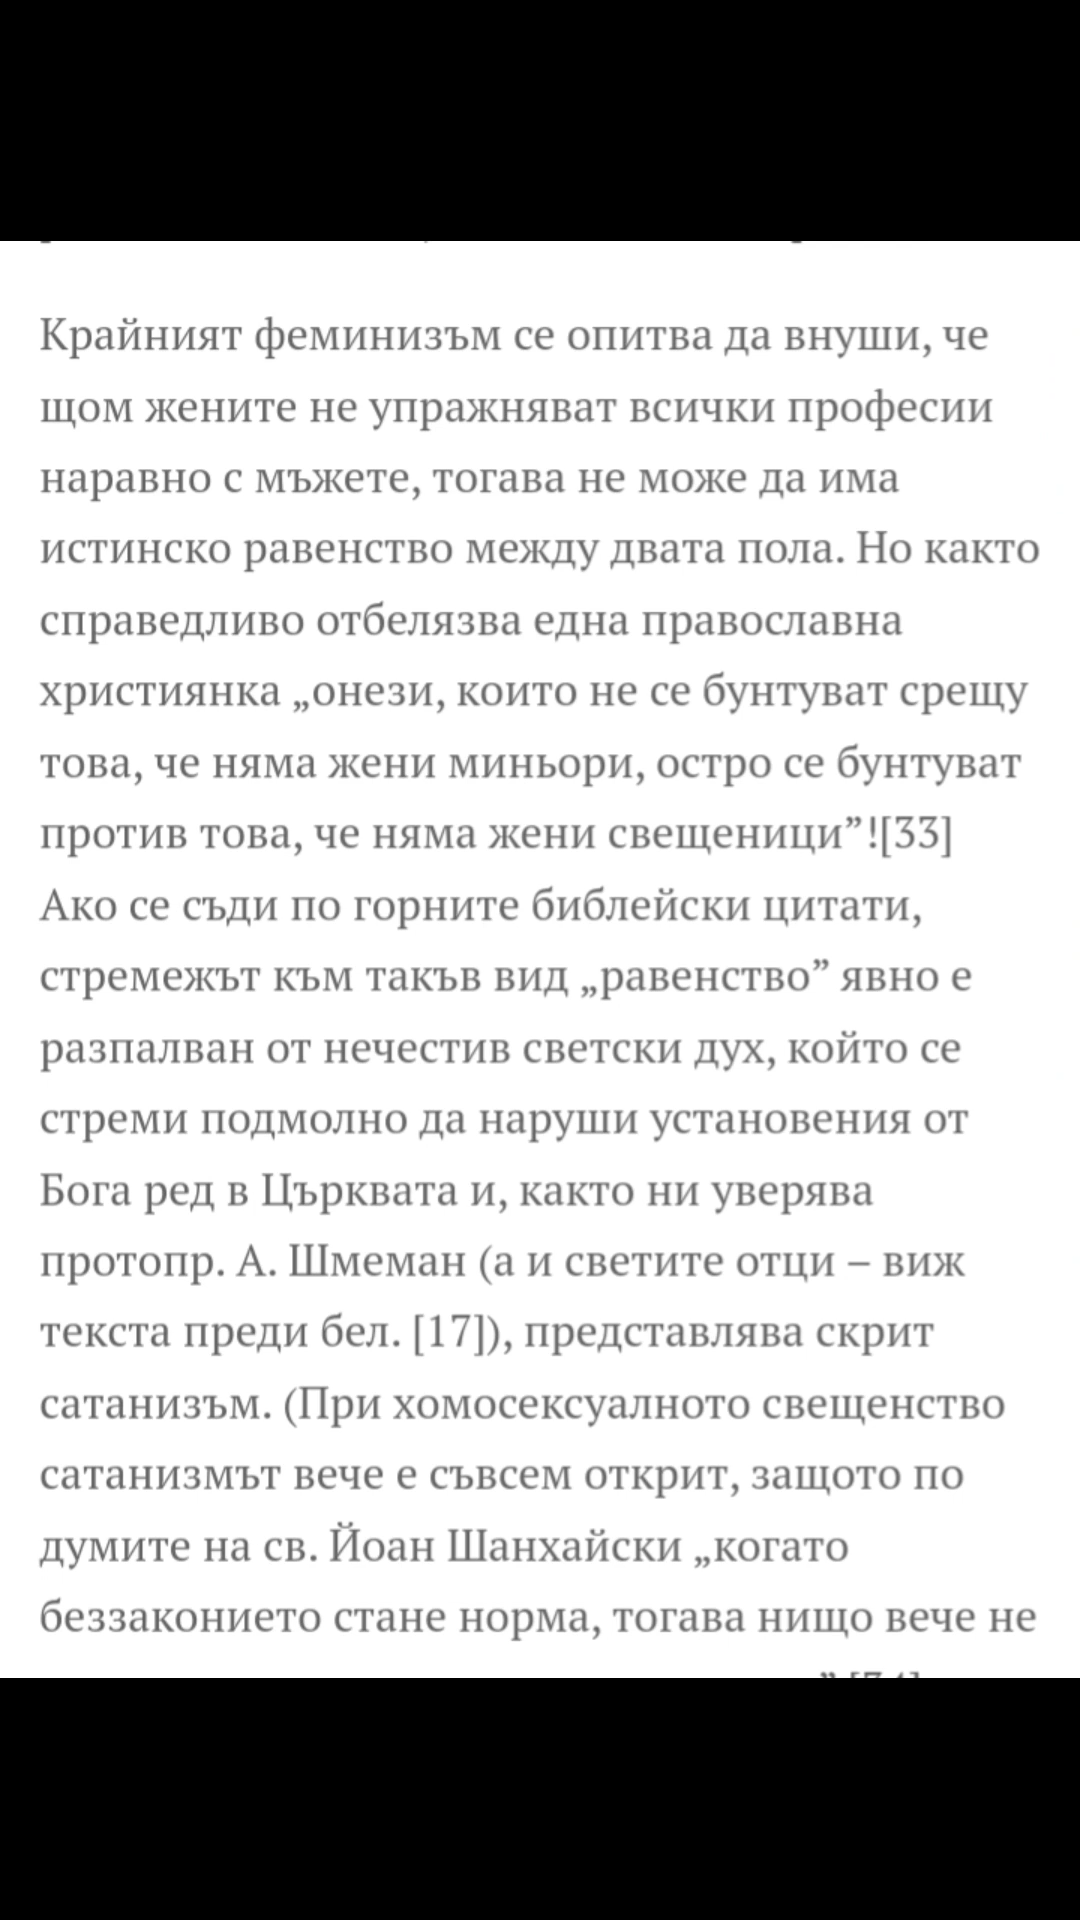 Крайният феминизъм се опитва да внуши, че
щом жените не упражняват всички професии
наравно с мъжете, тогава не може да има
истинско равенство между двата пола. Но както
справедливо отбелязва една православна
християнка „онези, които не се бунтуват срещу
това, че няма жени миньори, остро се бунтуват
против това, че няма жени свещеници”![33]
Ако се съди по горните библейски цитати,
стремежът към такъв вид „равенство” явно е
разпалван от нечестив светски дух, който се
стреми подмолно да наруши установения от
Бога ред в Църквата и, както ни уверява
протопр. А. Шмеман (а и светите отци – виж
текста преди бел. [17]), представлява скрит
сатанизъм. (При хомосексуалното свещенство
сатанизмът вече е съвсем открит, защото по
думите на св. Йоан Шанхайски „когато
беззаконието стане норма, тогава нищо вече не